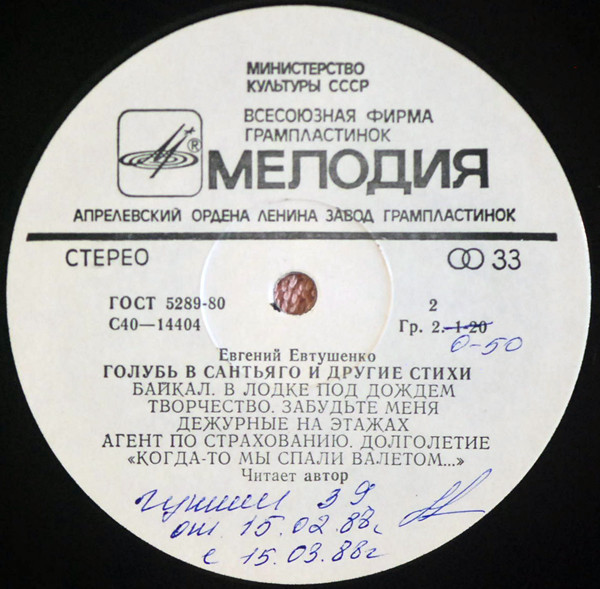 МИНИСТЕРСТВО
КУЛЬТУРЫ СССР
ВСЕСОЮЗНАЯ ФИРМА
ГРАМПЛАСТИНОК
®
МЕЛОДИЯ
АПРЕЛЕВСКИЙ ОРДЕНА ЛЕНИНА ЗАВОД ГРАМПЛАСТИНОК
СТЕРЕО
33
ГОСТ 5289-80
2
С40—14404
Гр. 2.-1-20
0-50
Евгений Евтушенко
ГОЛУБЬ В САНТЬЯГО И ДРУГИЕ СТИХИ
БАЙКАЛ. В ЛОДКЕ ПОД ДОЖДЕМ
ТВОРЧЕСТВО. ЗАБУДЬТЕ МЕНЯ
ДЕЖУРНЫЕ НА ЭТАЖАХ
АГЕНТ ПО СТРАХОВАНИЮ. ДОЛГОЛЕТИЕ
«КОГДА-ТО МЫ СПАЛИ ВАЛЕТОМ...»
Читает автор
39
от 15.02.88г
с 15.03.88г